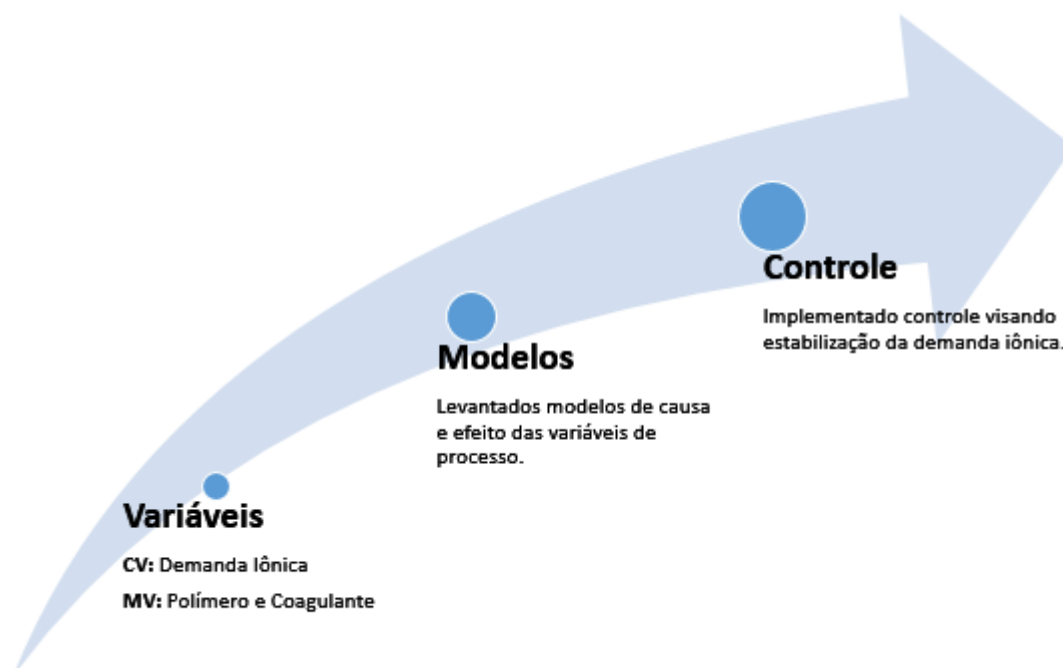 Variáveis
CV: Demanda Iônica
MV: Polímero e Coagulante
Modelos
Levantados modelos de causa
e efeito das variáveis de
processo.
Controle
Implementado controle visando
estabilização da demanda iônica.